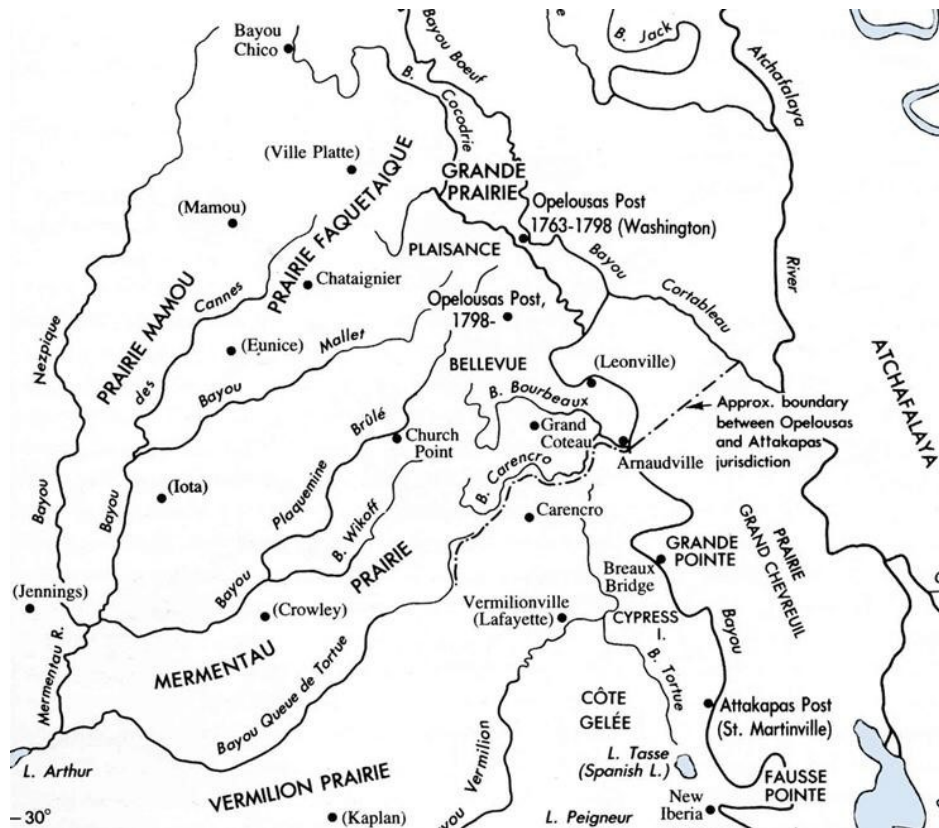 Bayou
Chico
B.
Cocodrie
Bayou Boeuf
B. Jack
Atchafalaya
River
(Ville Platte)
GRANDE
PRAIRIE
(Mamou)
PRAIRIE FAQUETAIQUE
Opelousas Post
1763-1798 (Washington)
PLAISANCE
Bayou
Cortableau
Chataignier
Nezpique
PRAIRIE MAMOU
Cannes
des
Opelousas Post,
1798-
(Eunice)
Bayou Mallet
BELLEVUE
(Leonville)
ATCHAFALAYA
B. Bourbeaux
Approx. boundary
between Opelousas
and Attakapas
jurisdiction
Brûlé
Church
Point
Grand
Coteau
Arnaudville
Plaquemine
B. Carencro
(Iota)
Bayou
Bayou
B. Wikoff
Carencro
PRAIRIE
GRAND CHEVREUIL
GRANDE
POINTE
PRAIRIE
Breaux
Bridge
(Jennings)
Bayou
(Crowley)
Vermilionville
(Lafayette)
CYPRESS
I.
Bayou
Mermentau R.
MERMENTAU
Bayou Queue de Tortue
B. Tortue
CÔTE
GELÉE
Attakapas Post
(St. Martinville)
Vermilion
L. Arthur
L. Tasse
(Spanish L.)
FAUSSE
POINTE
VERMILION PRAIRIE
New
Iberia
30°
(Kaplan)
L. Peigneur